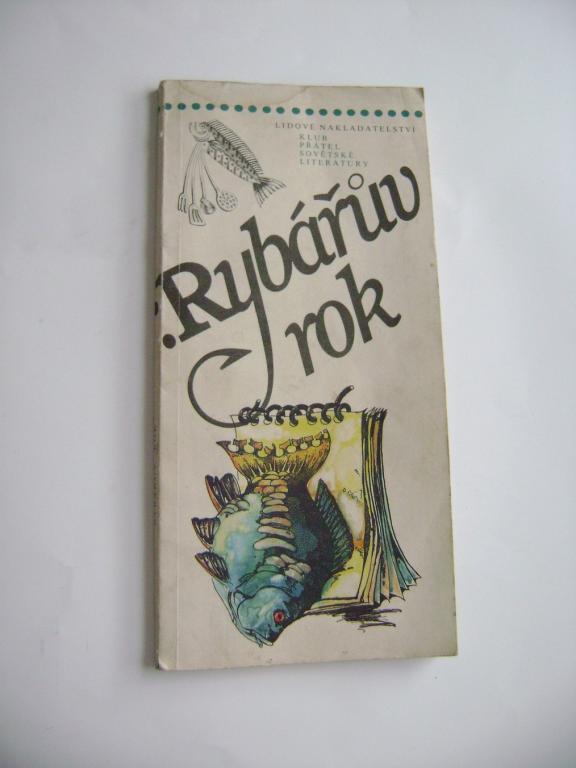 LIDOVÉ NAKLADATELSTVÍ
KLUB
PŘÁTEL
SOVĚTSKÉ
LITERATURY
Rybářův
rok